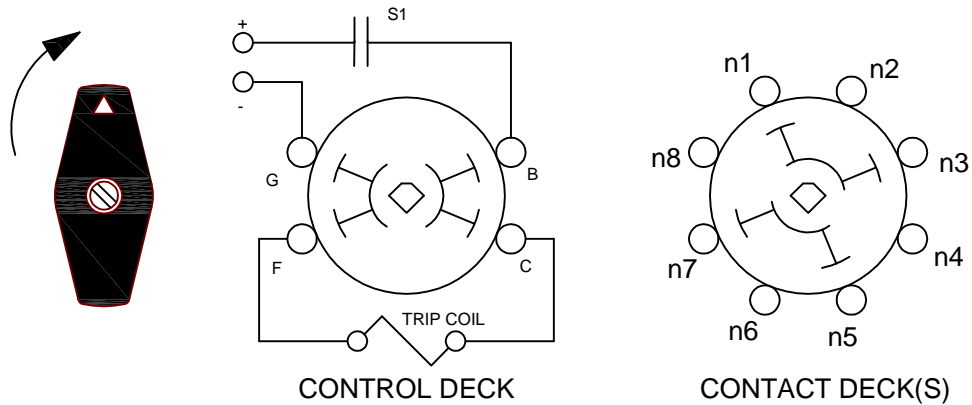 S1
+
-
G
B
F
C
TRIP COIL
CONTROL DECK
n1
n2
n8
n3
n7
n4
n6
n5
CONTACT DECK(S)